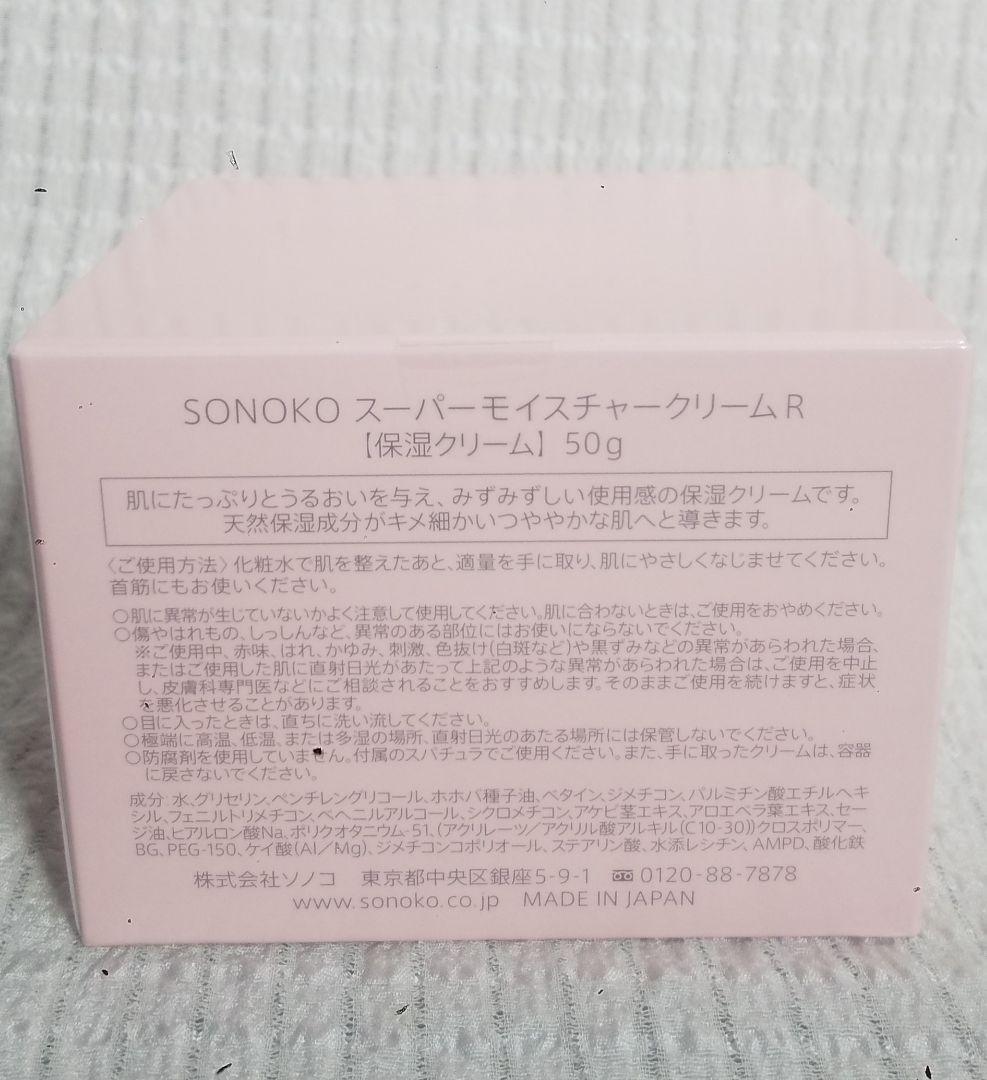 SONOKO スーパーモイスチャークリームR
【保湿クリーム】50g
肌にたっぷりとうるおいを与え、みずみずしい使用感の保湿クリームです。
天然保湿成分がキメ細かいつややかな肌へと導きます。
〈ご使用方法〉化粧水で肌を整えたあと、適量を手に取り、肌にやさしくなじませてください。
首筋にもお使いください。
○肌に異常が生じていないかよく注意して使用してください。肌に合わないときは、ご使用をおやめください。
○傷やはれもの、しっしんなど、異常のある部位にはお使いにならないでください。
※ご使用中、赤味、はれ、かゆみ、刺激、色抜け(白斑など)や黒ずみなどの異常があらわれた場合、
またはご使用した肌に直射日光があたって上記のような異常があらわれた場合は、ご使用を中止
し、皮膚科専門医などにご相談されることをおすすめします。そのままご使用を続けますと、症状
を悪化させることがあります。
○目に入ったときは、直ちに洗い流してください。
○極端に高温、低温、または多湿の場所、直射日光のあたる場所には保管しないでください。
○防腐剤を使用していません。付属のスパチュラでご使用ください。また、手に取ったクリームは、容器
に戻さないでください。
成分:水、グリセリン、ペンチレングリコール、ホホバ種子油、ベタイン、ジメチコン、パルミチン酸エチルヘキ
シル、フェニルトリメチコン、ベヘニルアルコール、シクロメチコン、アケビ茎エキス、アロエベラ葉エキス、セー
ジ油、ヒアルロン酸Na、ポリクオタニウム-51、(アクリレーツ/アクリル酸アルキル(C10-30))クロスポリマー、
BG、PEG-150、ケイ酸(Al/Mg)、ジメチコンコポリオール、ステアリン酸、水添レシチン、AMPD、酸化鉄
株式会社ソノコ 東京都中央区銀座5-9-1 0120-88-7878
www.sonoko.co.jp MADE IN JAPAN